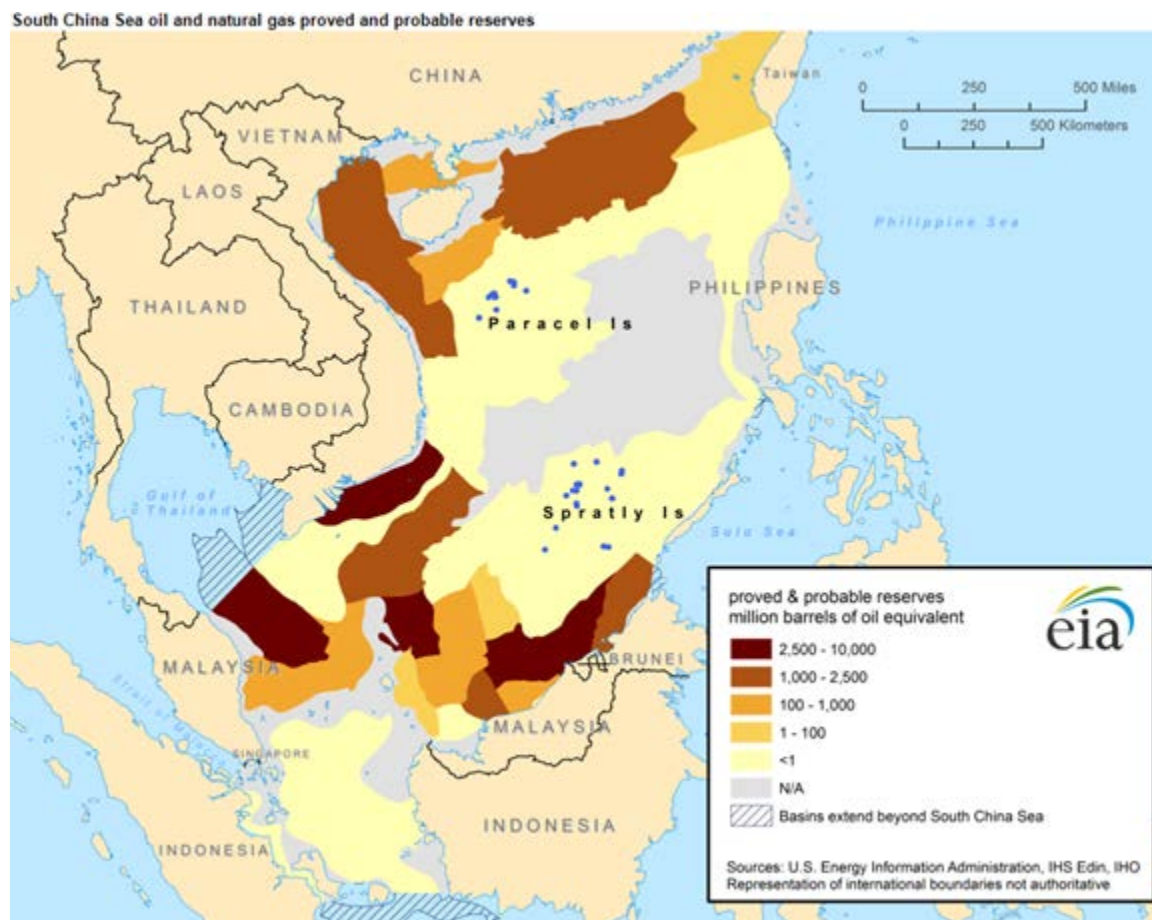 South China Sea oil and natural gas proved and probable reserves
CHINA
Taiwan
0 250 500 Miles
0 250 500 Kilometers
VIETNAM
LAOS
Philippine Sea
THAILAND
PHILIPPINES
Paracel Is
CAMBODIA
Gulf of
Thailand
Spratly Is
Sulu Sea
MALAYSIA
BRUNEI
Strait of Malacca
MALAYSIA
SINGAPORE
INDONESIA
INDONESIA
proved & probable reserves
million barrels of oil equivalent
eia
2,500 - 10,000
1,000 - 2,500
100 - 1,000
1 - 100
<1
N/A
Basins extend beyond South China Sea
Sources: U.S. Energy Information Administration, IHS Edin, IHO
Representation of international boundaries not authoritative